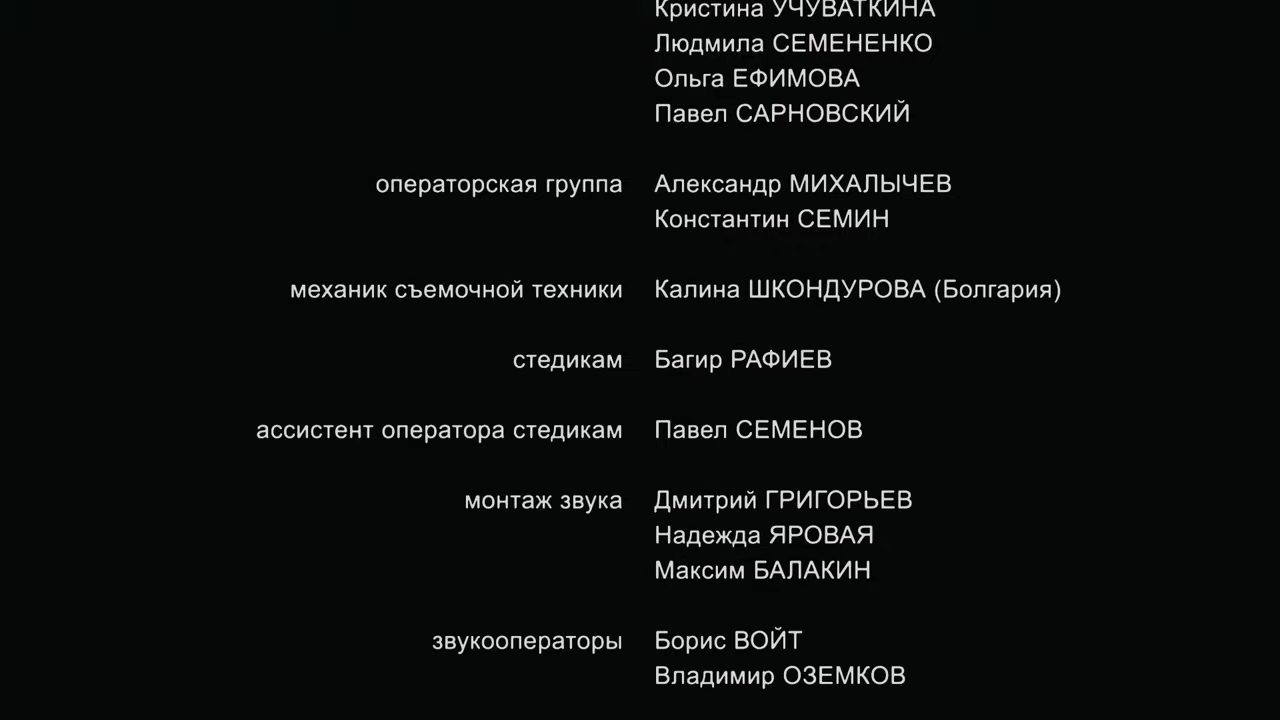 Кристина УЧУВАТКИНА
Людмила СЕМЕНЕНКО
Ольга ЕФИМОВА
Павел САРНОВСКИЙ
операторская группа Александр МИХАЛЫЧЕВ
Константин СЕМИН
механик съемочной техники Калина ШКОНДУРОВА (Болгария)
стедикам Багир РАФИЕВ
ассистент оператора стедикам Павел СЕМЕНОВ
монтаж звука Дмитрий ГРИГОРЬЕВ
Надежда ЯРОВАЯ
Максим БАЛАКИН
звукооператоры Борис ВОЙТ
Владимир ОЗЕМКОВ